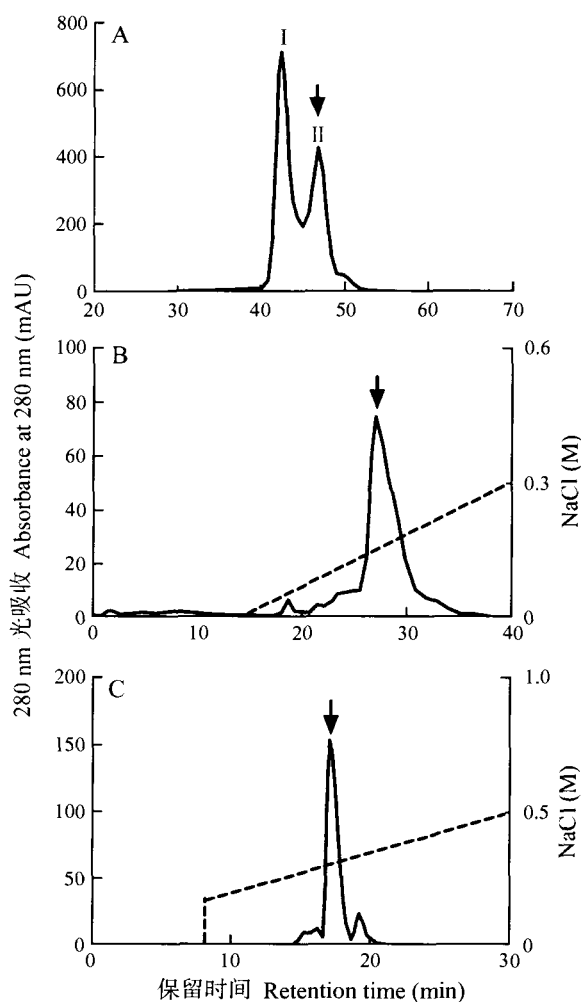 A
I
II
800
600
400
200
0
20 30 40 50 60 70
B
100
80
60
40
20
0
0.6
0.3
0
0 10 20 30 40
C
200
150
100
50
0
1.0
0.5
0
0 10 20 30
280 nm 光吸收 Absorbance at 280 nm (mAU)
NaCl (M)
NaCl (M)
保留时间 Retention time (min)